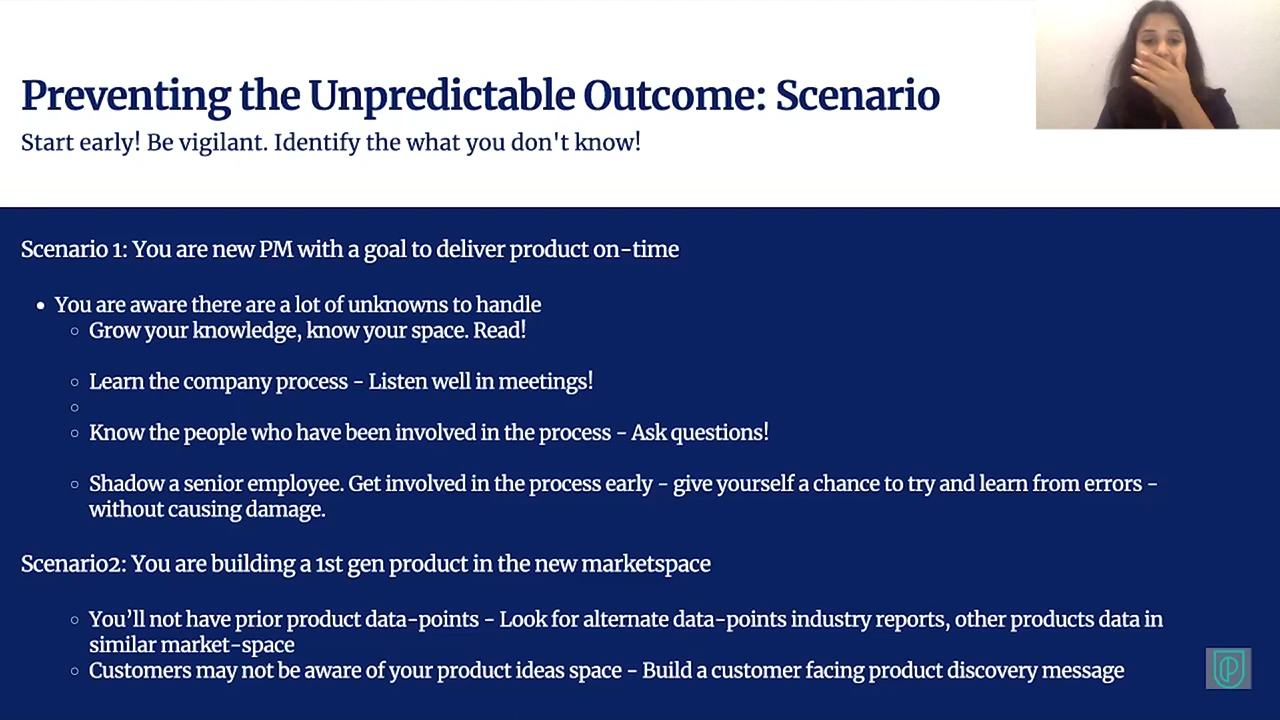 Preventing the Unpredictable Outcome: Scenario
Start early! Be vigilant. Identify the what you don't know!
Scenario 1: You are new PM with a goal to deliver product on-time
You are aware there are a lot of unknowns to handle
Grow your knowledge, know your space. Read!
Learn the company process - Listen well in meetings!
Know the people who have been involved in the process - Ask questions!
Shadow a senior employee. Get involved in the process early - give yourself a chance to try and learn from errors -
without causing damage.
Scenario2: You are building a 1st gen product in the new marketspace
You’ll not have prior product data-points - Look for alternate data-points industry reports, other products data in
similar market-space
Customers may not be aware of your product ideas space - Build a customer facing product discovery message